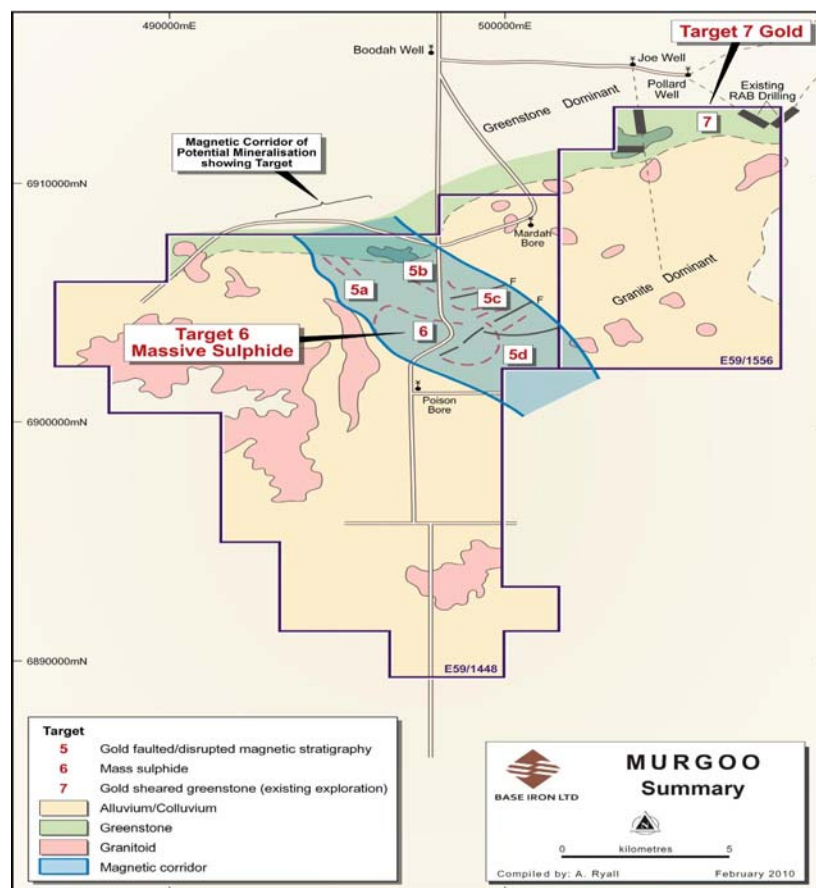 490000mE
500000mE
Target 7 Gold
Boodah Well
Joe Well
Pollard
Well
Existing
RAB Drilling
Greenstone Dominant
7
Magnetic Corridor of
Potential Mineralisation
showing Target
6910000mN
Mardah
Bore
5b
5a
5c
F
F
Granite Dominant
Target 6
Massive Sulphide
6
5d
E59/1556
Poison
Bore
6900000mN
6890000mN
E59/1448
Target
5 Gold faulted/disrupted magnetic stratigraphy
6 Mass sulphide
7 Gold sheared greenstone (existing exploration)
Alluvium/Colluvium
Greenstone
Granitoid
Magnetic corridor
BASE IRON LTD
MURGOO
Summary
N
0 kilometres 5
Compiled by: A. Ryall February 2010